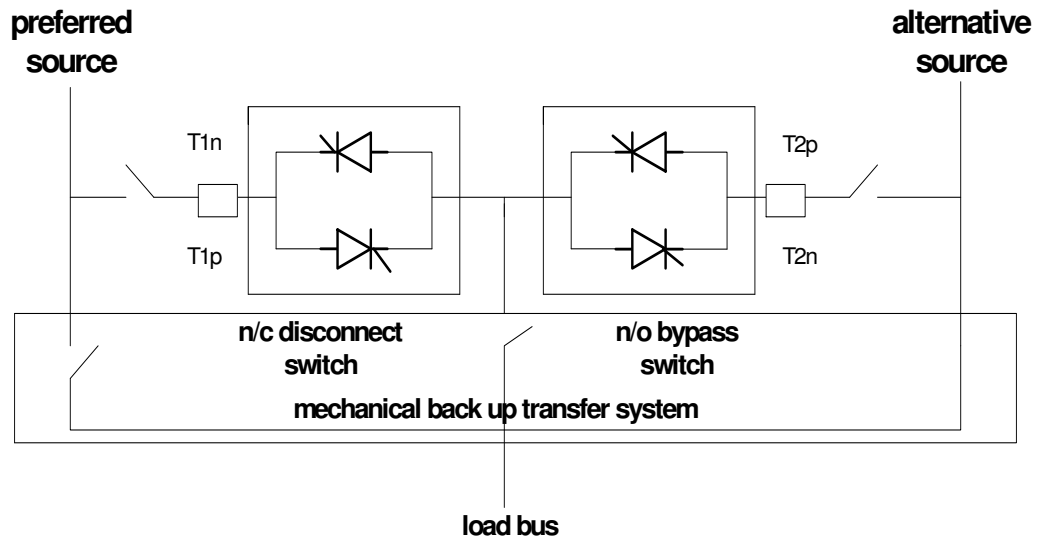 preferred
source
alternative
source
T1n
T2p
T1p
T2n
n/c disconnect
switch
n/o bypass
switch
mechanical back up transfer system
load bus